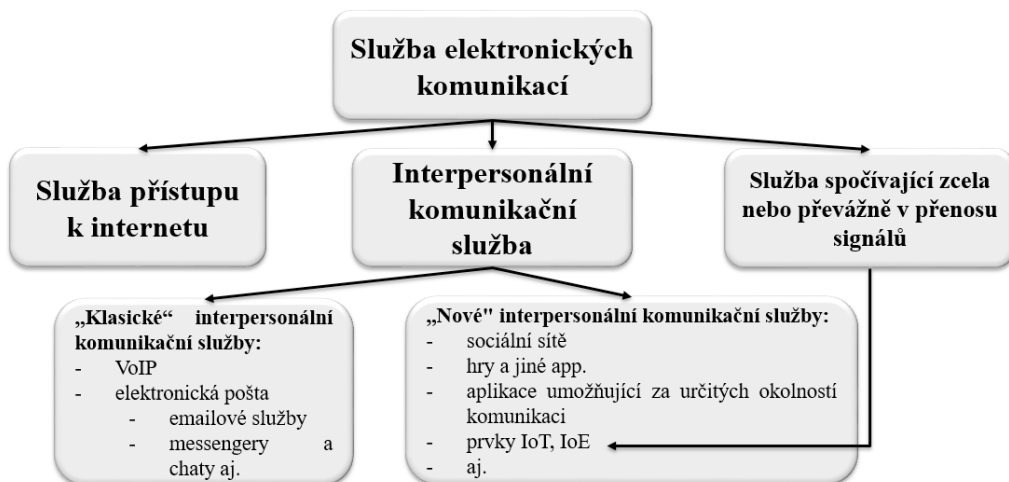 Služba elektronických
komunikací
Služba přístupu
k internetu
Interpersonální
komunikační
služba
Služba spočívající zcela
nebo převážně v přenosu
signálů
„Klasické“ interpersonální
komunikační služby:
- VoIP
- elektronická pošta
- emailové služby
- messengery a
chaty aj.
„Nové" interpersonální komunikační služby:
- sociální sítě
- hry a jiné app.
- aplikace umožňující za určitých okolností
komunikaci
- prvky IoT, IoE
- aj.